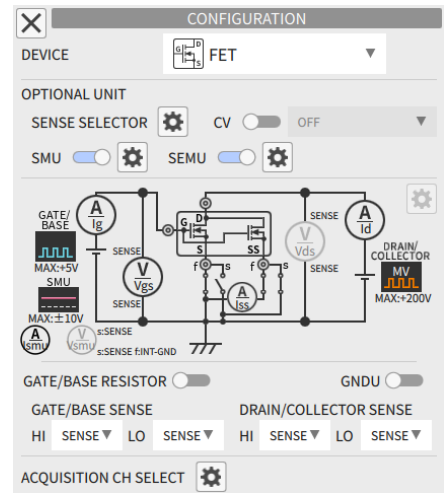 CONFIGURATION
DEVICE
G D S FET ▼
OPTIONAL UNIT
SENSE SELECTOR CV OFF ▼
SMU SEMU
GATE/
BASE
MAX:+5V
SMU
MAX:±10V
A
Ismu
V
Vsmu
s:SENSE
s:SENSE f:INT-GND
A
Ig
SENSE
V
Vgs
SENSE
G D
S SS
f s f s
A
Iss
SENSE
V
Vds
SENSE
A
Id
DRAIN/
COLLECTOR
MV
MAX:+200V
GATE/BASE RESISTOR GNDU
GATE/BASE SENSE DRAIN/COLLECTOR SENSE
HI SENSE▼ LO SENSE▼ HI SENSE▼ LO SENSE▼
ACQUISITION CH SELECT